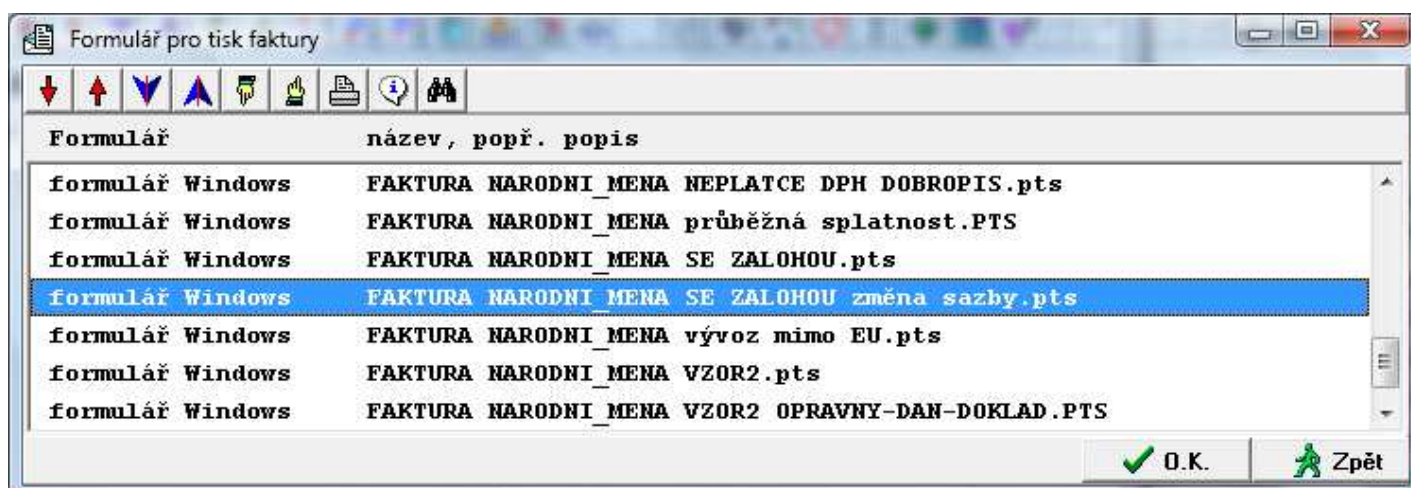 Formulář pro tisk faktury
Formulář název, popř. popis
formulář Windows FAKTURA NARODNI_MENA NEPLATCE DPH DOBROPIS.pts
formulář Windows FAKTURA NARODNI_MENA průběžná splatnost.PTS
formulář Windows FAKTURA NARODNI_MENA SE ZALOHOU.pts
formulář Windows FAKTURA NARODNI_MENA SE ZALOHOU změna sazby.pts
formulář Windows FAKTURA NARODNI_MENA vývoz mimo EU.pts
formulář Windows FAKTURA NARODNI_MENA VZOR2.pts
formulář Windows FAKTURA NARODNI_MENA VZOR2 OPRAVNY-DAN-DOKLAD.PTS
O.K. Zpět